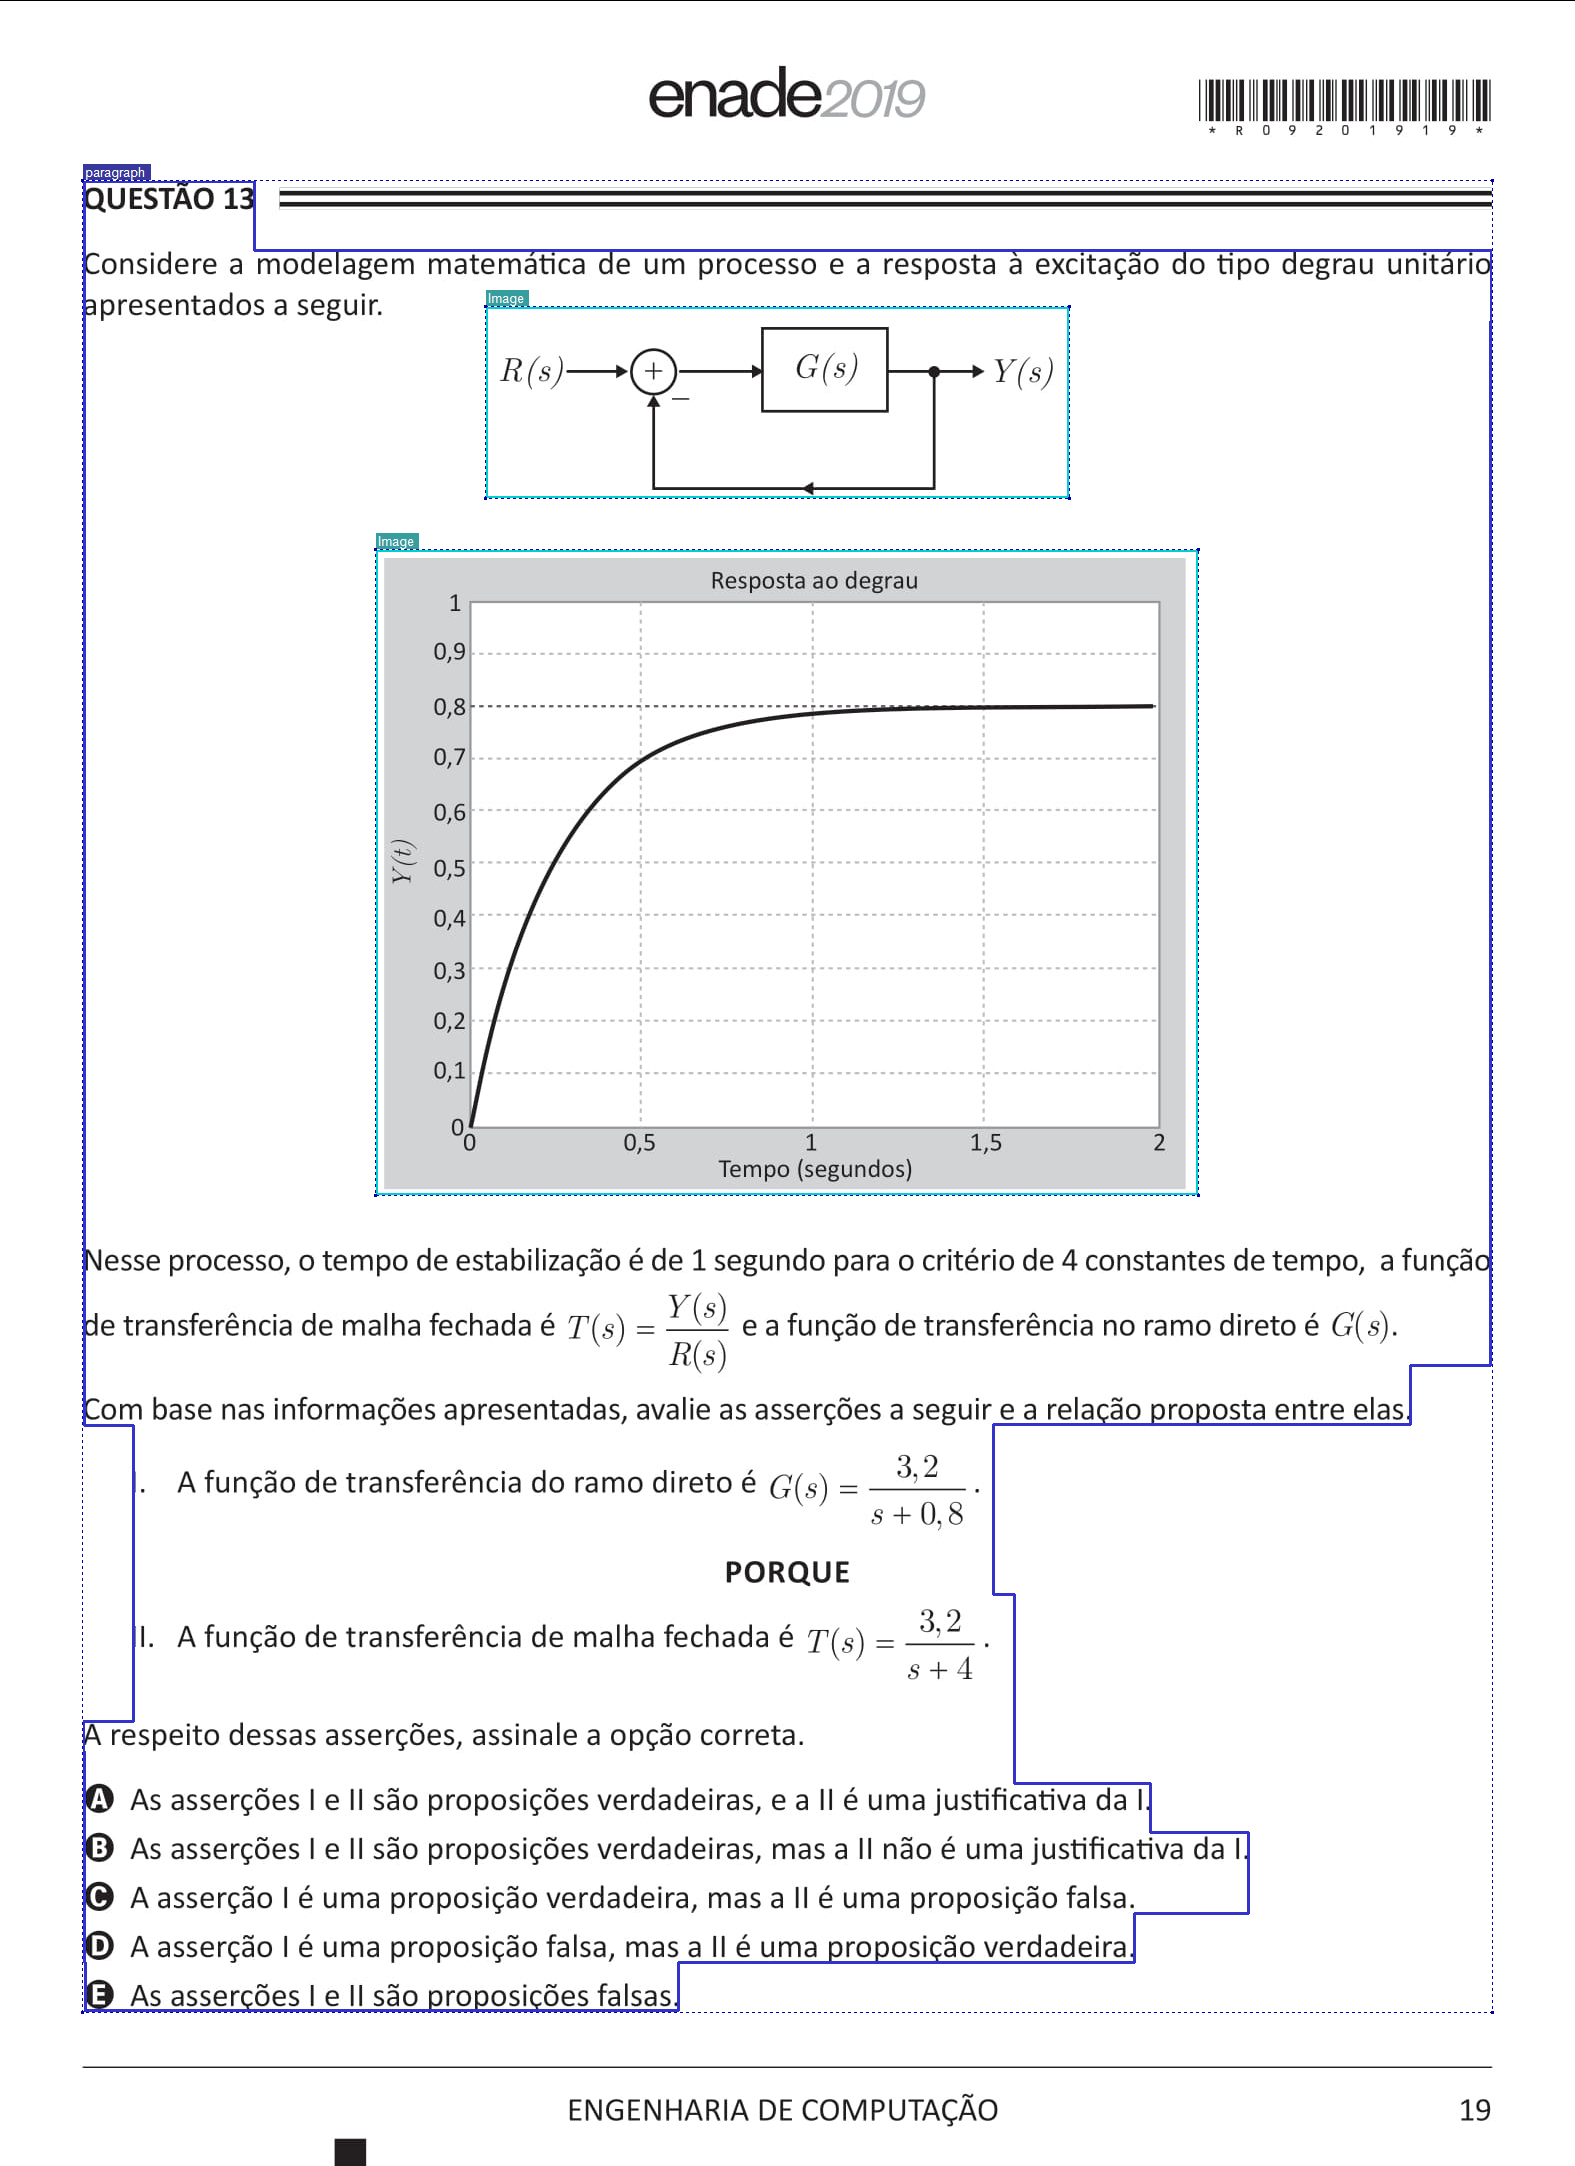 enade2019
* R 0 9 2 0 1 9 1 9 *
paragraph
QUESTÃO 13
Considere a modelagem matemática de um processo e a resposta à excitação do tipo degrau unitário
apresentados a seguir.
Image
R(s) + − G(s) Y(s)
Image
Resposta ao degrau
1
0,9
0,8
0,7
0,6
0,5
0,4
0,3
0,2
0,1
0
Y(t)
0 0,5 1 1,5 2
Tempo (segundos)
Nesse processo, o tempo de estabilização é de 1 segundo para o critério de 4 constantes de tempo, a função
de transferência de malha fechada é T(s) = Y(s)/R(s) e a função de transferência no ramo direto é G(s).
Com base nas informações apresentadas, avalie as asserções a seguir e a relação proposta entre elas.
I. A função de transferência do ramo direto é G(s) = 3,2/(s + 0,8).
PORQUE
II. A função de transferência de malha fechada é T(s) = 3,2/(s + 4).
A respeito dessas asserções, assinale a opção correta.
A As asserções I e II são proposições verdadeiras, e a II é uma justificativa da I.
B As asserções I e II são proposições verdadeiras, mas a II não é uma justificativa da I.
C A asserção I é uma proposição verdadeira, mas a II é uma proposição falsa.
D A asserção I é uma proposição falsa, mas a II é uma proposição verdadeira.
E As asserções I e II são proposições falsas.
ENGENHARIA DE COMPUTAÇÃO 19